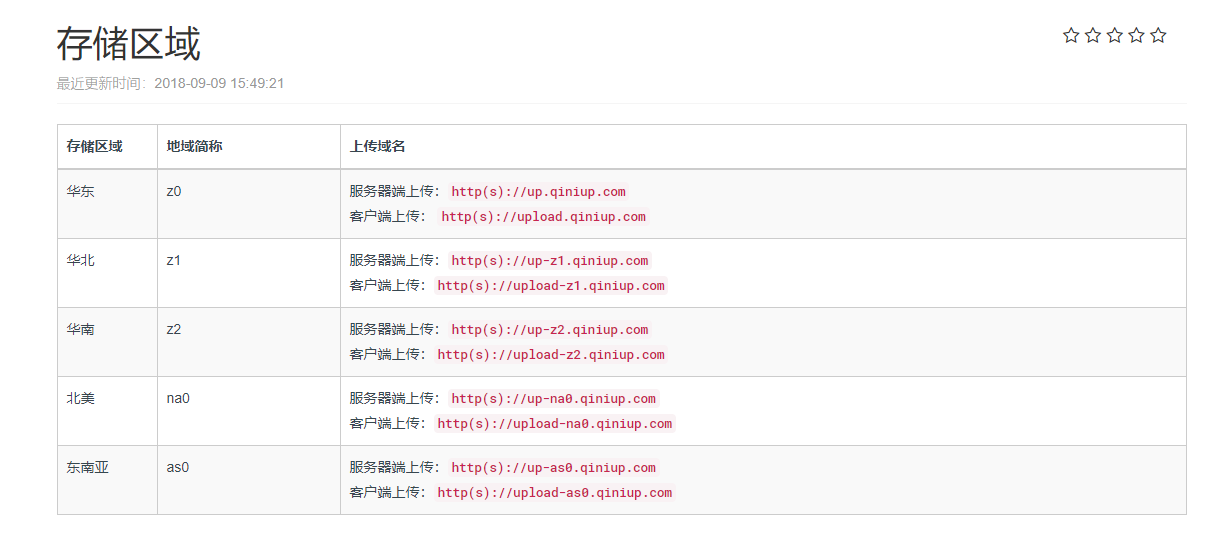 存储区域
最近更新时间：2018-09-09 15:49:21
存储区域 地域简称 上传域名
华东 z0 服务器端上传： http(s)://up.qiniup.com
客户端上传： http(s)://upload.qiniup.com
华北 z1 服务器端上传： http(s)://up-z1.qiniup.com
客户端上传： http(s)://upload-z1.qiniup.com
华南 z2 服务器端上传： http(s)://up-z2.qiniup.com
客户端上传： http(s)://upload-z2.qiniup.com
北美 na0 服务器端上传： http(s)://up-na0.qiniup.com
客户端上传： http(s)://upload-na0.qiniup.com
东南亚 as0 服务器端上传： http(s)://up-as0.qiniup.com
客户端上传： http(s)://upload-as0.qiniup.com